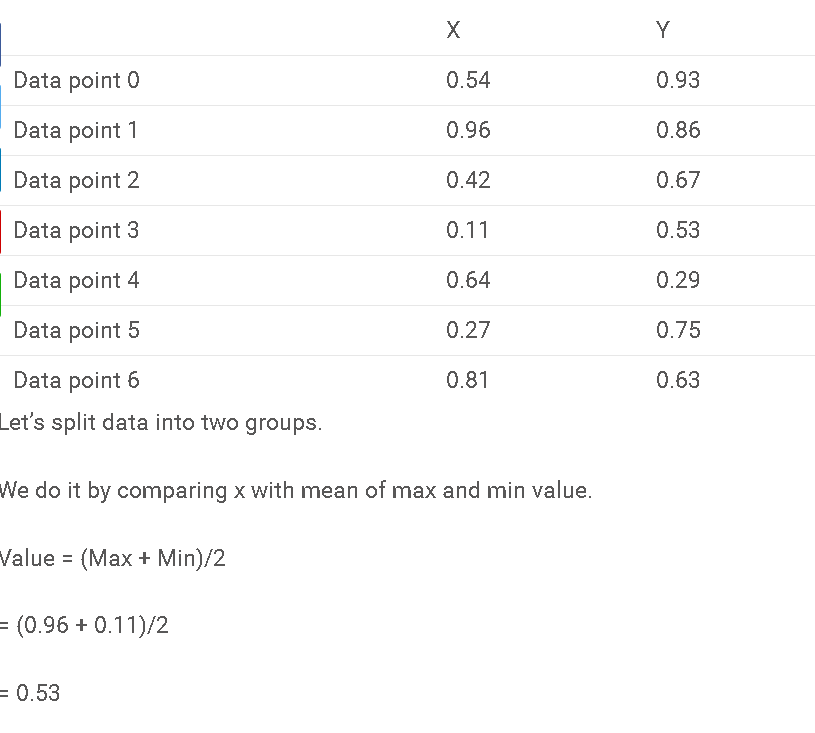 X Y
Data point 0 0.54 0.93
Data point 1 0.96 0.86
Data point 2 0.42 0.67
Data point 3 0.11 0.53
Data point 4 0.64 0.29
Data point 5 0.27 0.75
Data point 6 0.81 0.63
Let's split data into two groups.
We do it by comparing x with mean of max and min value.
Value = (Max + Min)/2
= (0.96 + 0.11)/2
= 0.53